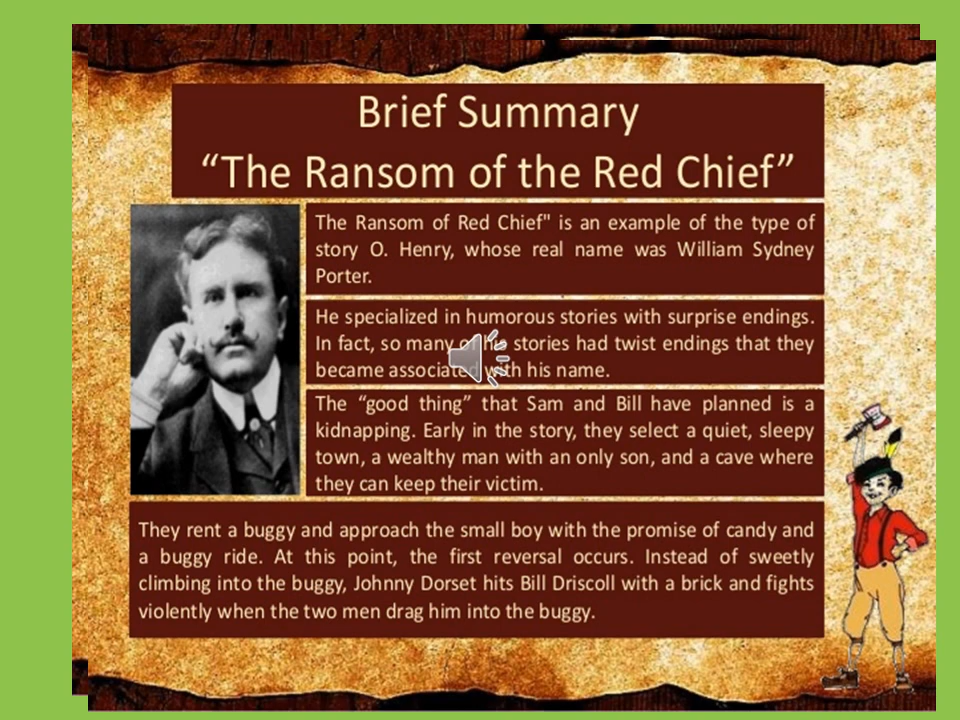 Brief Summary
“The Ransom of the Red Chief”
The Ransom of Red Chief" is an example of the type of
story O. Henry, whose real name was William Sydney
Porter.
He specialized in humorous stories with surprise endings.
In fact, so many stories had twist endings that they
became associated with his name.
The “good thing” that Sam and Bill have planned is a
kidnapping. Early in the story, they select a quiet, sleepy
town, a wealthy man with an only son, and a cave where
they can keep their victim.
They rent a buggy and approach the small boy with the promise of candy and
a buggy ride. At this point, the first reversal occurs. Instead of sweetly
climbing into the buggy, Johnny Dorset hits Bill Driscoll with a brick and fights
violently when the two men drag him into the buggy.